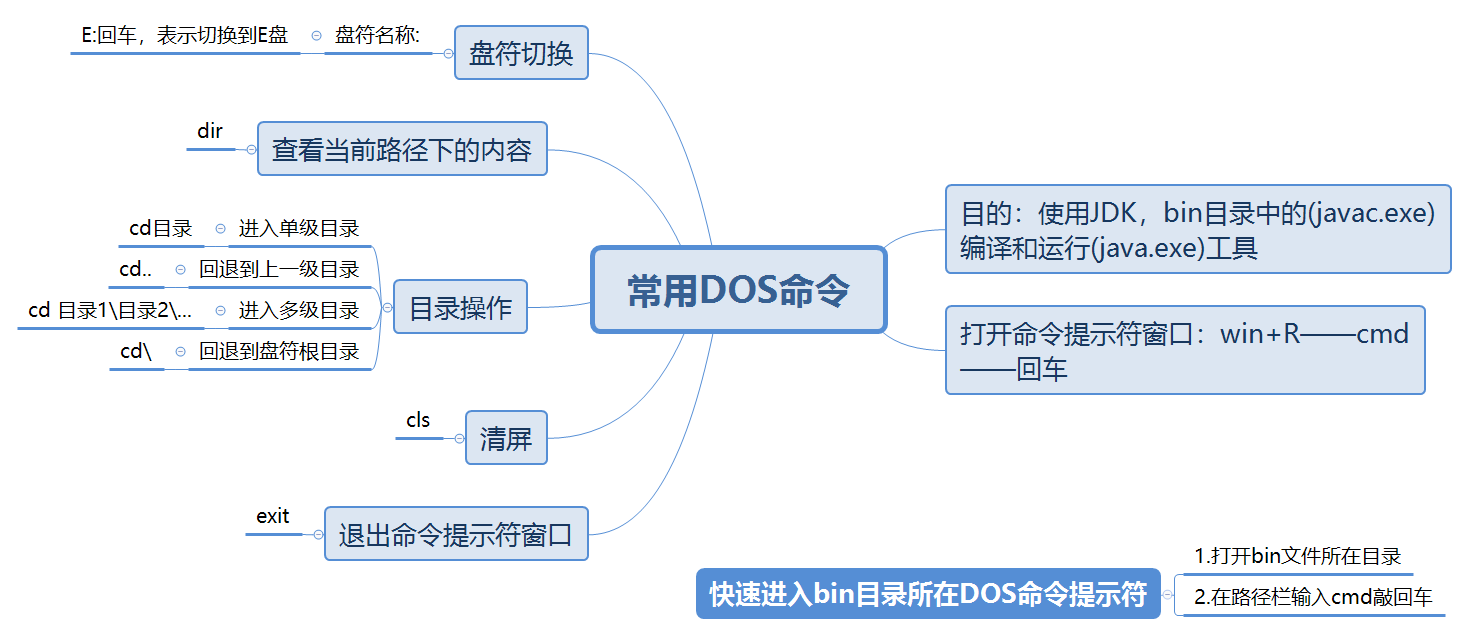 常用DOS命令
目的：使用JDK，bin目录中的(javac.exe)
编译和运行(java.exe)工具
打开命令提示符窗口：win+R——cmd
——回车
盘符切换
盘符名称:
E:回车，表示切换到E盘
查看当前路径下的内容
dir
目录操作
进入单级目录
cd目录
回退到上一级目录
cd..
进入多级目录
cd 目录1\目录2\...
回退到盘符根目录
cd\
清屏
cls
退出命令提示符窗口
exit
快速进入bin目录所在DOS命令提示符
1.打开bin文件所在目录
2.在路径栏输入cmd敲回车